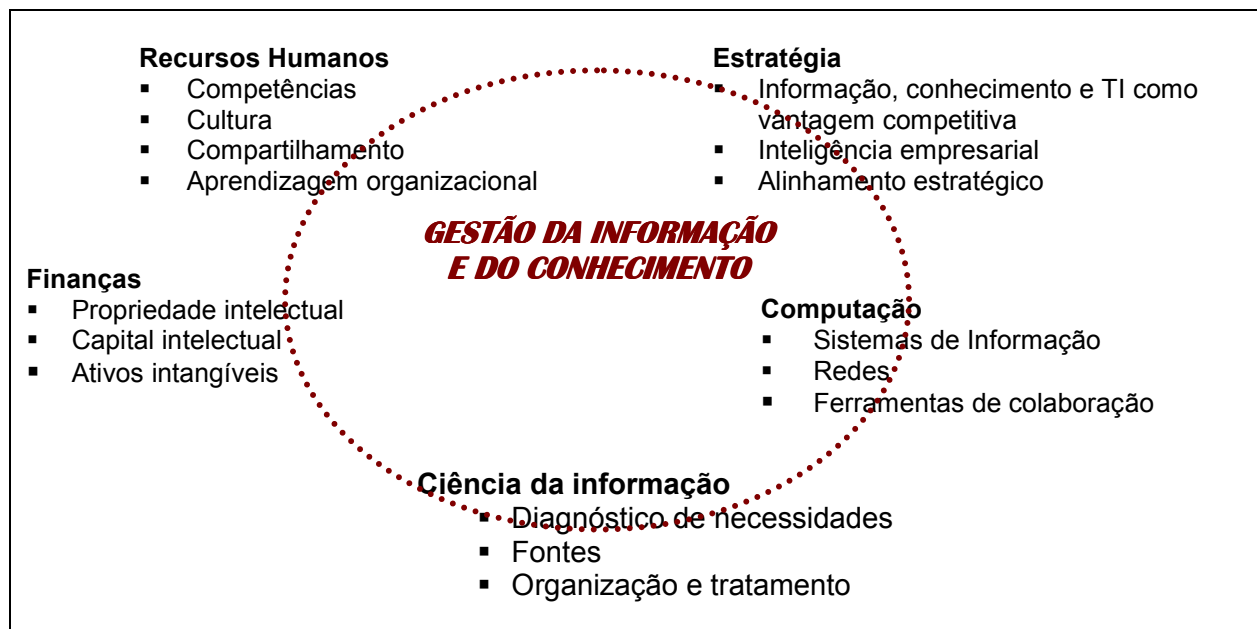 Recursos Humanos
▪ Competências
▪ Cultura
▪ Compartilhamento
▪ Aprendizagem organizacional
Estratégia
▪ Informação, conhecimento e TI como
vantagem competitiva
▪ Inteligência empresarial
▪ Alinhamento estratégico
GESTÃO DA INFORMAÇÃO
E DO CONHECIMENTO
Finanças
▪ Propriedade intelectual
▪ Capital intelectual
▪ Ativos intangíveis
Computação
▪ Sistemas de Informação
▪ Redes
▪ Ferramentas de colaboração
Ciência da informação
▪ Diagnóstico de necessidades
▪ Fontes
▪ Organização e tratamento